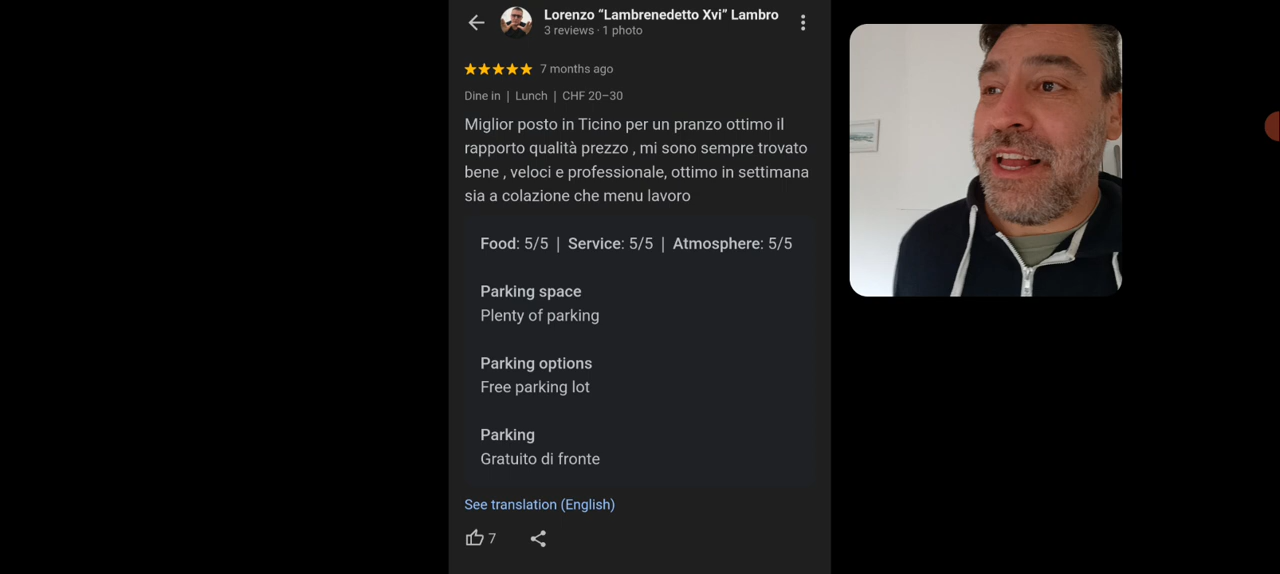 Lorenzo “Lambrenedetto Xvi” Lambro
3 reviews · 1 photo
7 months ago
Dine in | Lunch | CHF 20–30
Miglior posto in Ticino per un pranzo ottimo il
rapporto qualità prezzo , mi sono sempre trovato
bene , veloci e professionale, ottimo in settimana
sia a colazione che menu lavoro
Food: 5/5 | Service: 5/5 | Atmosphere: 5/5
Parking space
Plenty of parking
Parking options
Free parking lot
Parking
Gratuito di fronte
See translation (English)
7